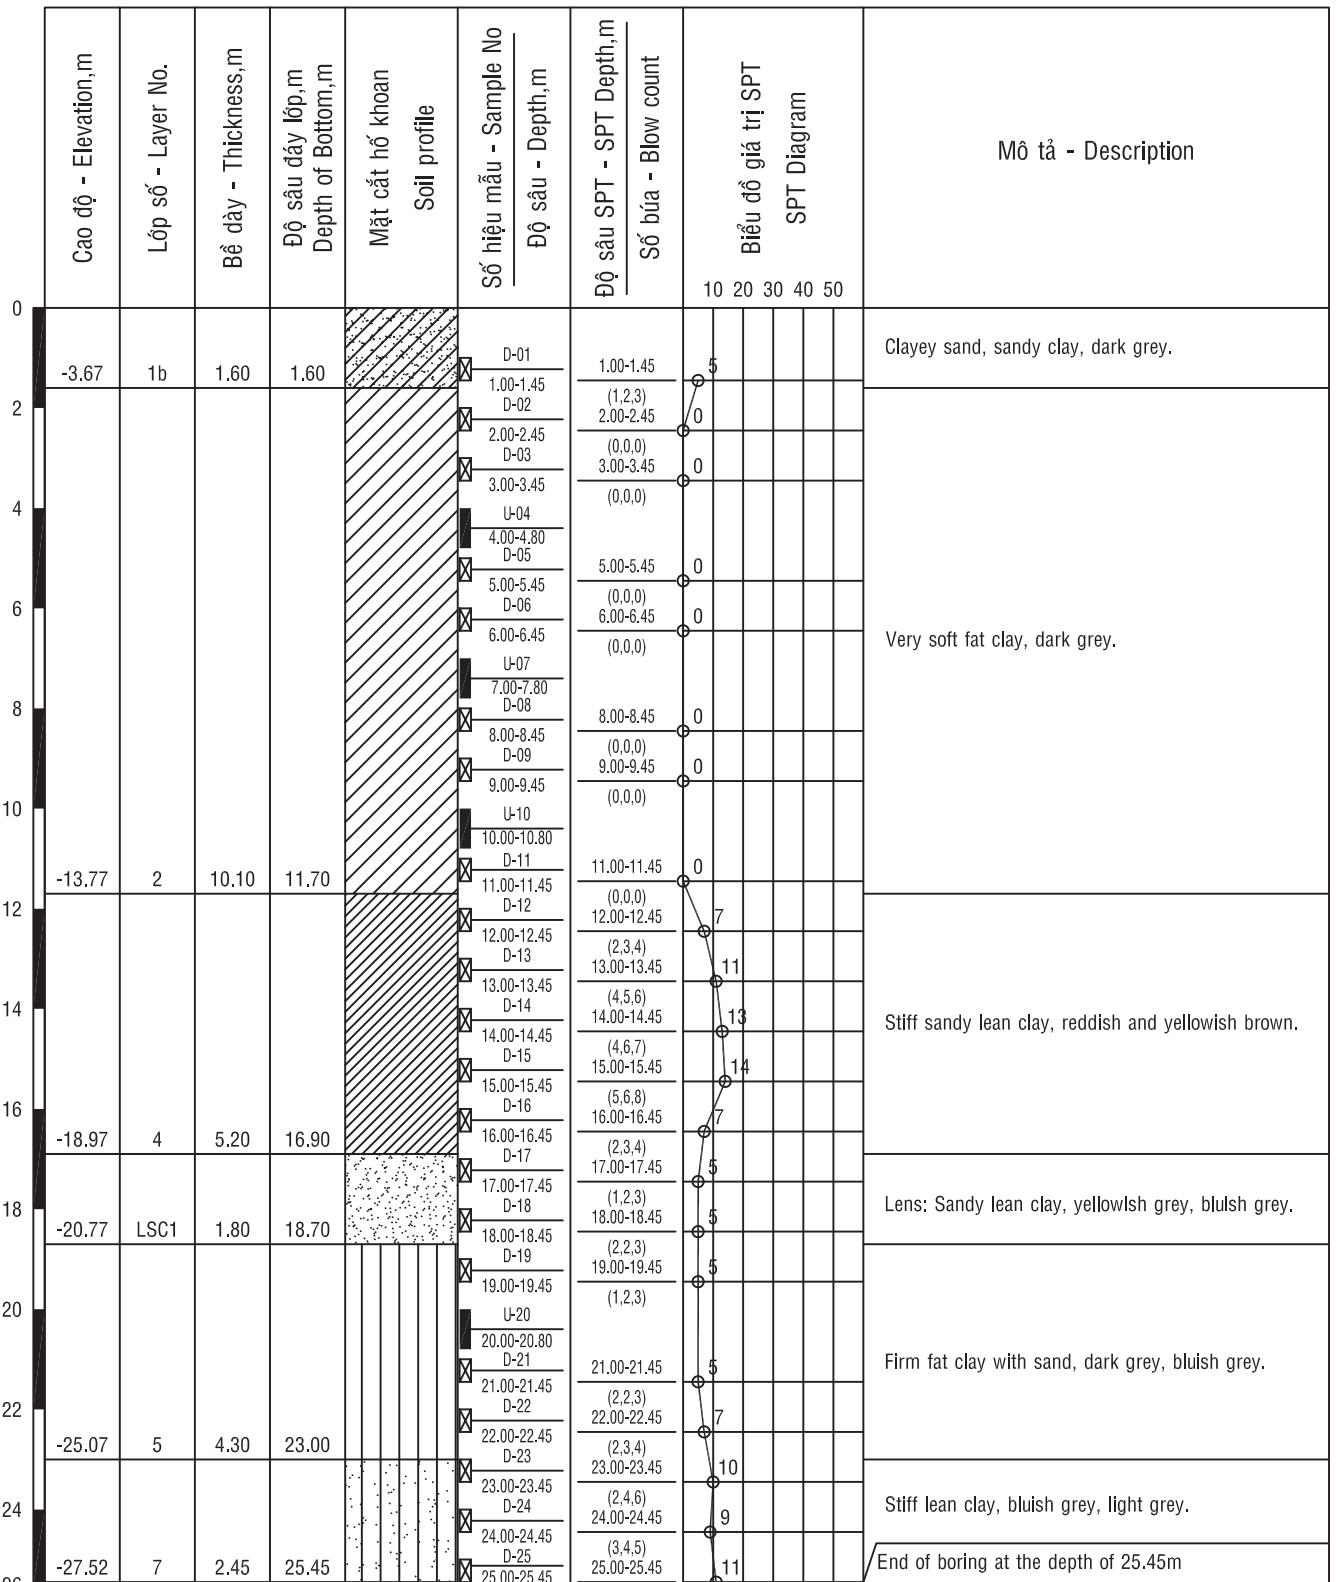 Cao độ - Elevation,m
Lớp số - Layer No.
Bề dày - Thickness,m
Độ sâu đáy lớp,m
Depth of Bottom,m
Mặt cắt hố khoan
Soil profile
Số hiệu mẫu - Sample No
Độ sâu - Depth,m
Độ sâu SPT - SPT Depth,m
Số búa - Blow count
Biểu đồ giá trị SPT
SPT Diagram
Mô tả - Description
10 20 30 40 50
0
D-01
1.00-1.45
5
Clayey sand, sandy clay, dark grey.
-3.67 1b 1.60 1.60
1.00-1.45
(1,2,3)
2
D-02
2.00-2.45
0
2.00-2.45
(0,0,0)
D-03
3.00-3.45
0
3.00-3.45
(0,0,0)
4
U-04
4.00-4.80
D-05
5.00-5.45
0
5.00-5.45
(0,0,0)
6
D-06
6.00-6.45
0
6.00-6.45
(0,0,0)
Very soft fat clay, dark grey.
U-07
7.00-7.80
8
D-08
8.00-8.45
0
8.00-8.45
(0,0,0)
D-09
9.00-9.45
0
9.00-9.45
(0,0,0)
10
U-10
10.00-10.80
D-11
11.00-11.45
0
-13.77 2 10.10 11.70
11.00-11.45
(0,0,0)
12
D-12
12.00-12.45
7
12.00-12.45
(2,3,4)
D-13
13.00-13.45
11
13.00-13.45
(4,5,6)
14
D-14
14.00-14.45
13
Stiff sandy lean clay, reddish and yellowish brown.
14.00-14.45
(4,6,7)
D-15
15.00-15.45
14
15.00-15.45
(5,6,8)
16
D-16
16.00-16.45
7
-18.97 4 5.20 16.90
16.00-16.45
(2,3,4)
D-17
17.00-17.45
5
17.00-17.45
(1,2,3)
18
D-18
18.00-18.45
5
Lens: Sandy lean clay, yellowIsh grey, bluIsh grey.
-20.77 LSC1 1.80 18.70
18.00-18.45
(2,2,3)
D-19
19.00-19.45
5
19.00-19.45
(1,2,3)
20
U-20
20.00-20.80
D-21
21.00-21.45
5
Firm fat clay with sand, dark grey, bluish grey.
21.00-21.45
(2,2,3)
22
D-22
22.00-22.45
7
-25.07 5 4.30 23.00
22.00-22.45
(2,3,4)
D-23
23.00-23.45
10
23.00-23.45
(2,4,6)
24
D-24
24.00-24.45
9
Stiff lean clay, bluish grey, light grey.
24.00-24.45
(3,4,5)
D-25
25.00-25.45
11
-27.52 7 2.45 25.45
25.00-25.45
End of boring at the depth of 25.45m
26